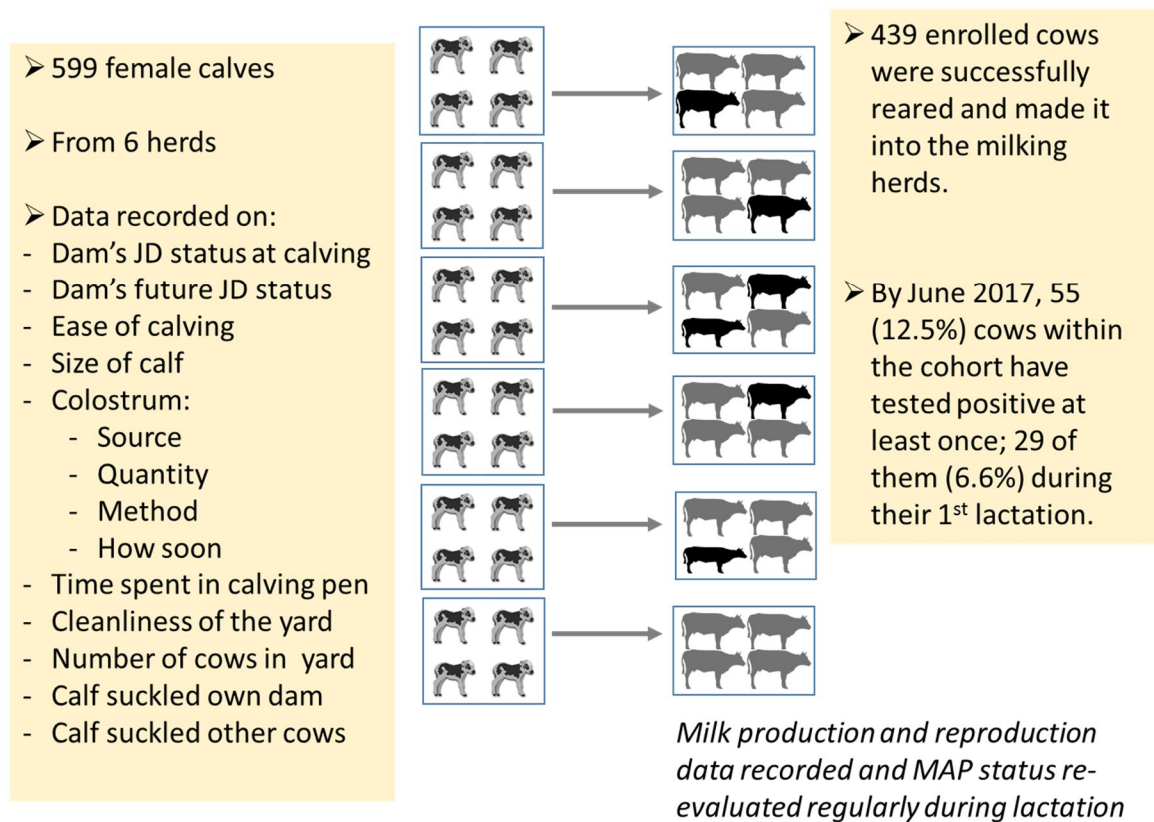 ➢ 599 female calves
➢ From 6 herds
➢ Data recorded on:
- Dam's JD status at calving
- Dam's future JD status
- Ease of calving
- Size of calf
- Colostrum:
- Source
- Quantity
- Method
- How soon
- Time spent in calving pen
- Cleanliness of the yard
- Number of cows in yard
- Calf suckled own dam
- Calf suckled other cows
➢ 439 enrolled cows
were successfully
reared and made it
into the milking
herds.
➢ By June 2017, 55
(12.5%) cows within
the cohort have
tested positive at
least once; 29 of
them (6.6%) during
their 1st lactation.
Milk production and reproduction
data recorded and MAP status re-
evaluated regularly during lactation